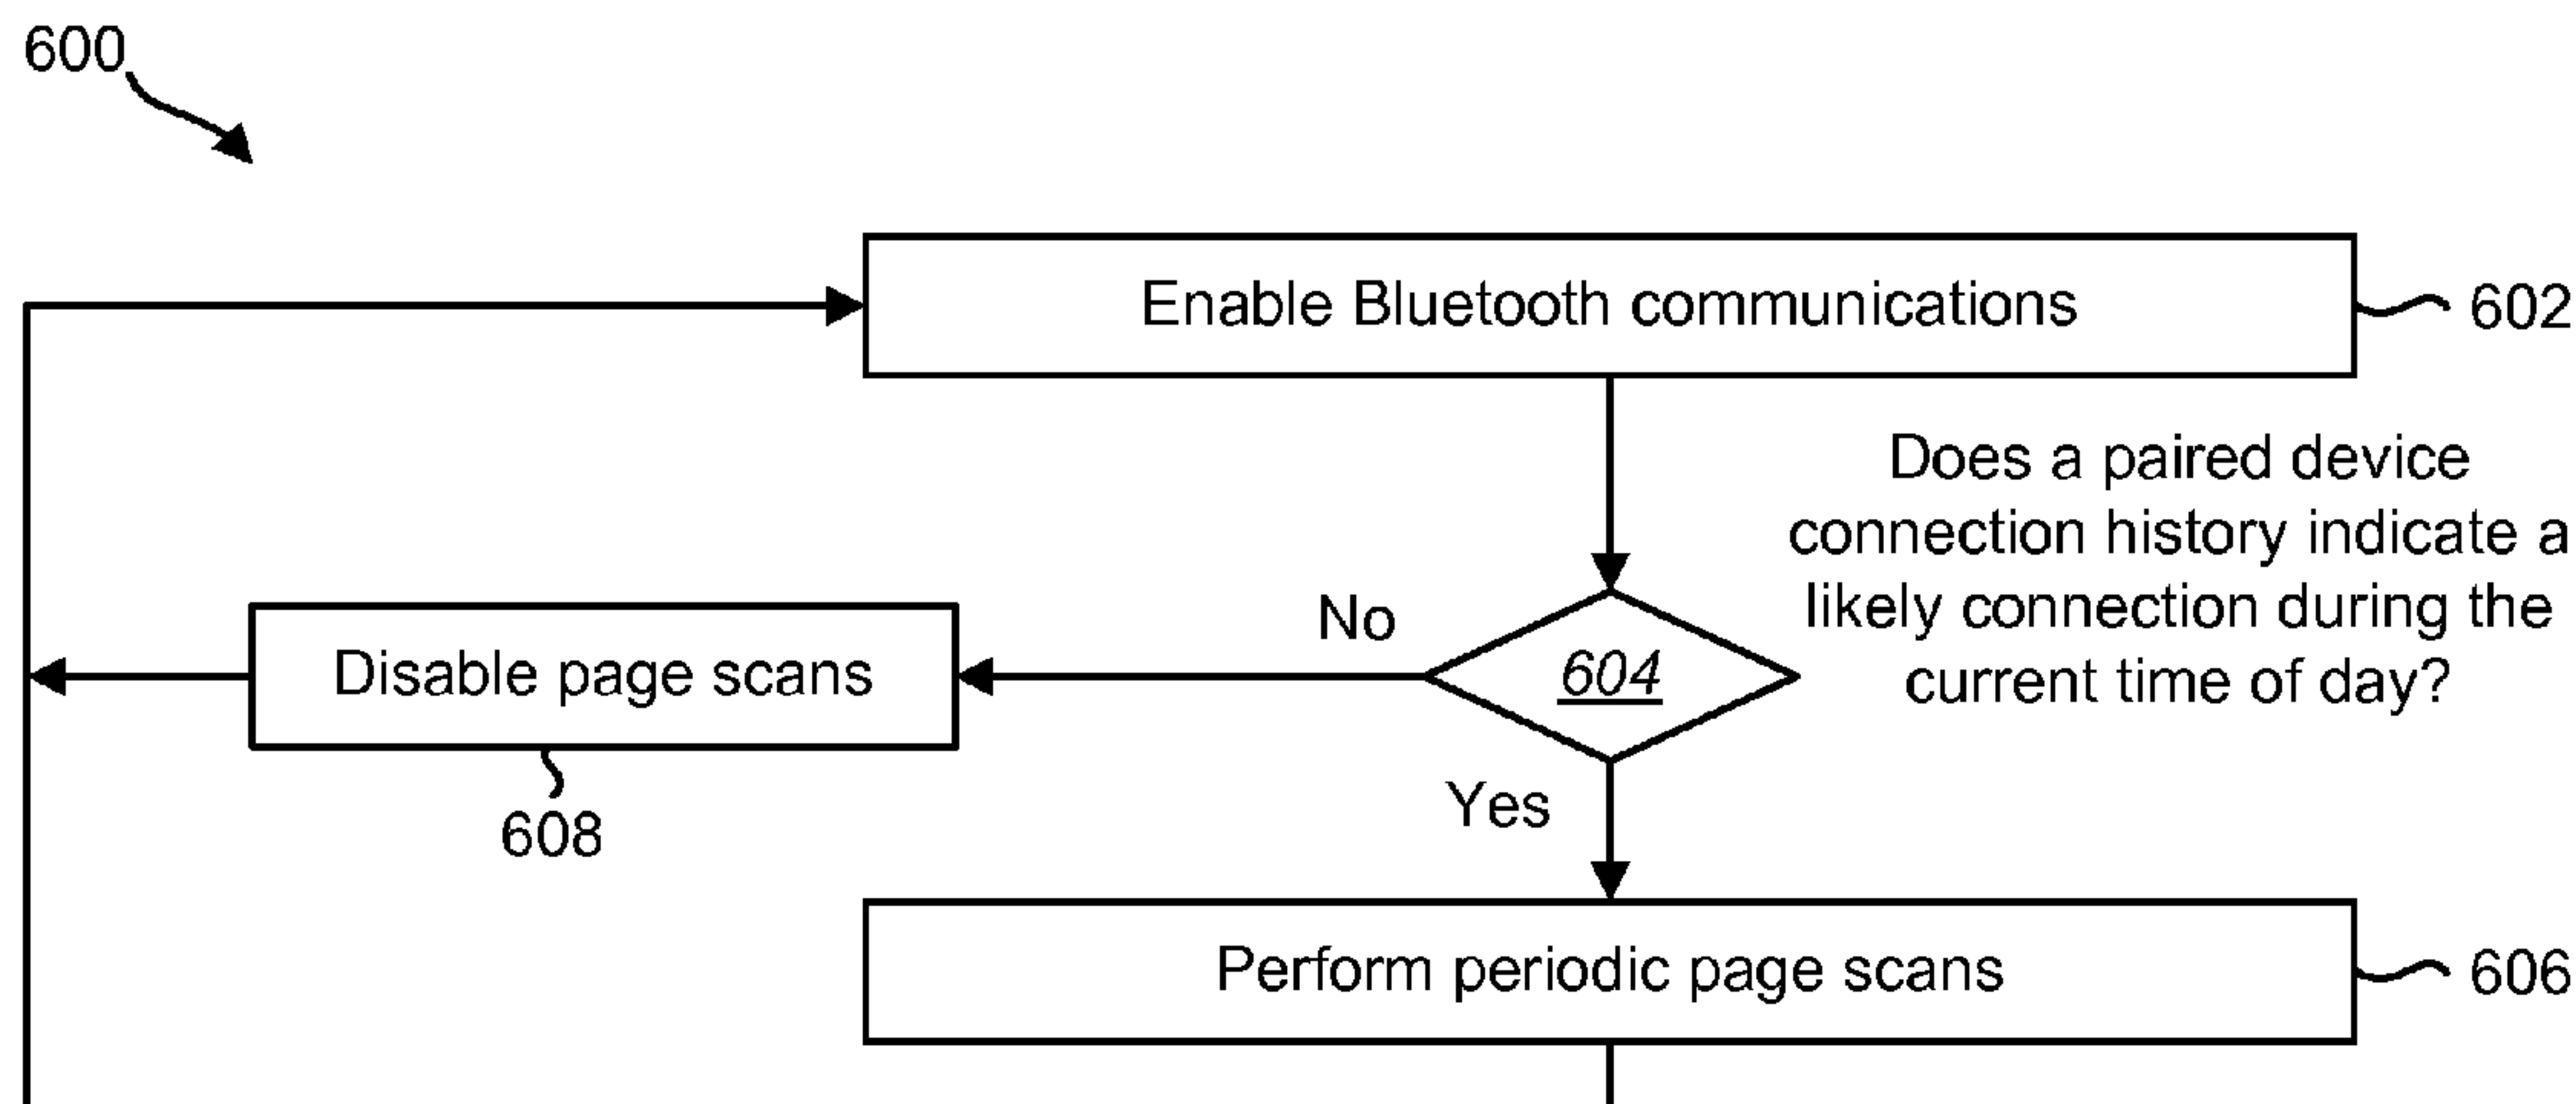 600
Enable Bluetooth communications
602
Does a paired device
connection history indicate a
likely connection during the
current time of day?
No
604
Disable page scans
608
Yes
Perform periodic page scans
606